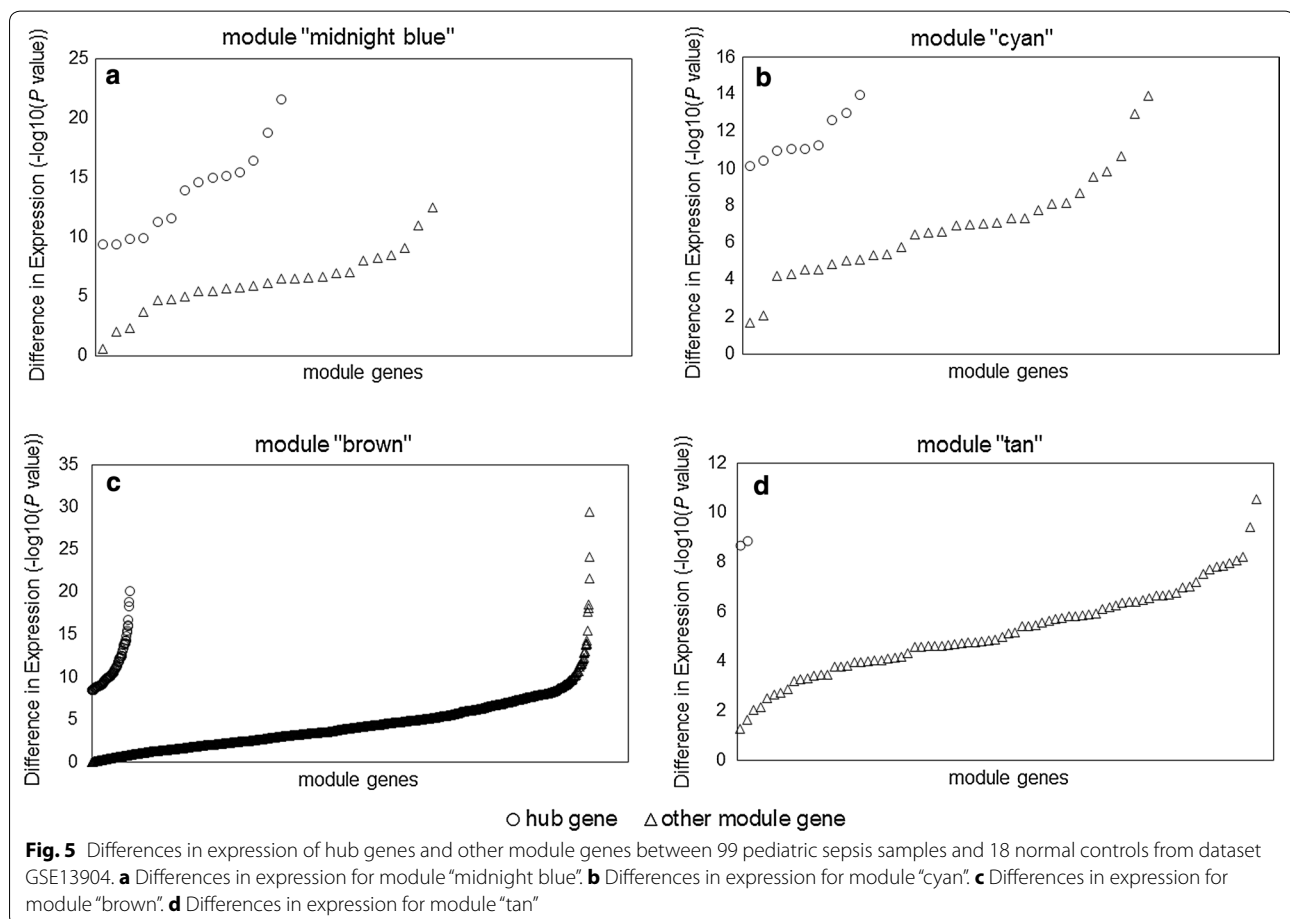 module "midnight blue"
a
Difference in Expression (-log10(P value))
25
20
15
10
5
0
module genes
module "cyan"
b
Difference in Expression (-log10(P value))
16
14
12
10
8
6
4
2
0
module genes
module "brown"
c
Difference in Expression (-log10(P value))
35
30
25
20
15
10
5
0
module genes
module "tan"
d
Difference in Expression (-log10(P value))
12
10
8
6
4
2
0
module genes
hub gene other module gene
Fig. 5 Differences in expression of hub genes and other module genes between 99 pediatric sepsis samples and 18 normal controls from dataset
GSE13904. a Differences in expression for module “midnight blue”. b Differences in expression for module “cyan”. c Differences in expression for
module “brown”. d Differences in expression for module “tan”